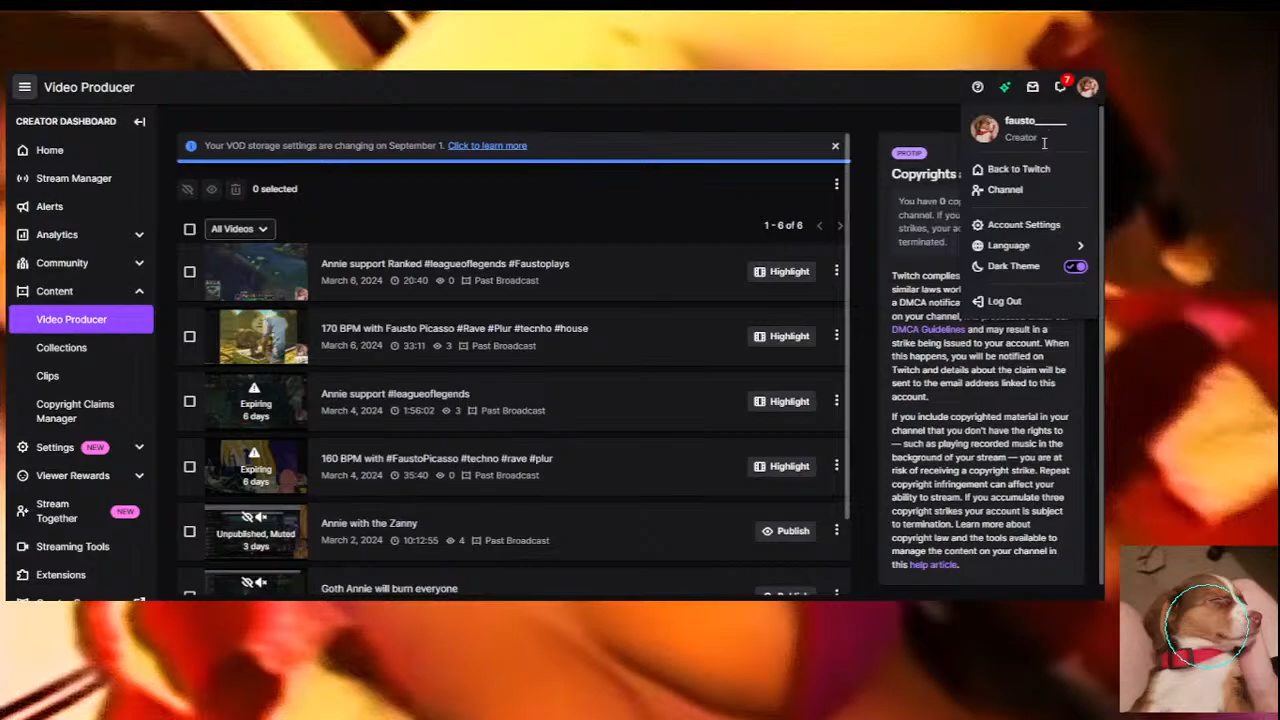 Video Producer
7
CREATOR DASHBOARD
Home
Stream Manager
Alerts
Analytics
Community
Content
Video Producer
Collections
Clips
Copyright Claims
Manager
Settings NEW
Viewer Rewards
Stream
Together NEW
Streaming Tools
Extensions
Your VOD storage settings are changing on September 1. Click to learn more
0 selected
All Videos
1 - 6 of 6
Annie support Ranked #leagueoflegends #Faustoplays
March 6, 2024 20:40 0 Past Broadcast
Highlight
170 BPM with Fausto Picasso #Rave #Plur #tecnho #house
March 6, 2024 33:11 3 Past Broadcast
Highlight
Expiring
6 days
Annie support #leagueoflegends
March 4, 2024 1:56:02 3 Past Broadcast
Highlight
Expiring
6 days
160 BPM with #FaustoPicasso #techno #rave #plur
March 4, 2024 35:40 0 Past Broadcast
Highlight
Unpublished, Muted
3 days
Annie with the Zanny
March 2, 2024 10:12:55 4 Past Broadcast
Publish
Goth Annie will burn everyone
PROTIP
Copyrights
You have 0
channel. If
strikes, your
terminated.
Twitch complies
similar laws
a DMCA
on your channel,
DMCA Guidelines and may result in a
strike being issued to your account. When
this happens, you will be notified on
Twitch and details about the claim will be
sent to the email address linked to this
account.
If you include copyrighted material in your
channel that you don't have the rights to
— such as playing recorded music in the
background of your stream — you are at
risk of receiving a copyright strike. Repeat
copyright infringement can affect your
ability to stream. If you accumulate three
copyright strikes your account is subject
to termination. Learn more about
copyright law and the tools available to
manage the content on your channel in
this help article.
fausto______
Creator
Back to Twitch
Channel
Account Settings
Language
Dark Theme
Log Out